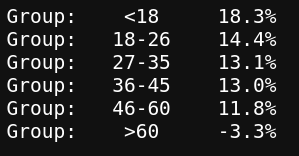 Group: <18 18.3%
Group: 18-26 14.4%
Group: 27-35 13.1%
Group: 36-45 13.0%
Group: 46-60 11.8%
Group: >60 -3.3%